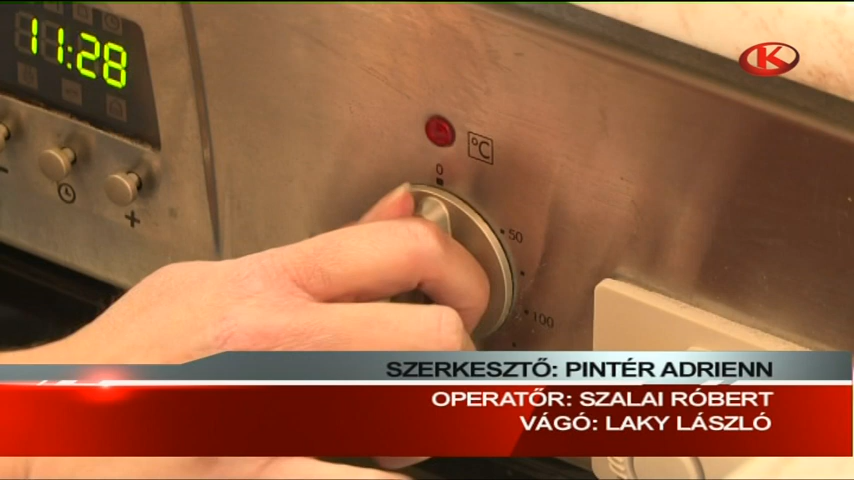 11:28
K
°C
0
50
100
SZERKESZTŐ: PINTÉR ADRIENN
OPERATŐR: SZALAI RÓBERT
VÁGÓ: LAKY LÁSZLÓ